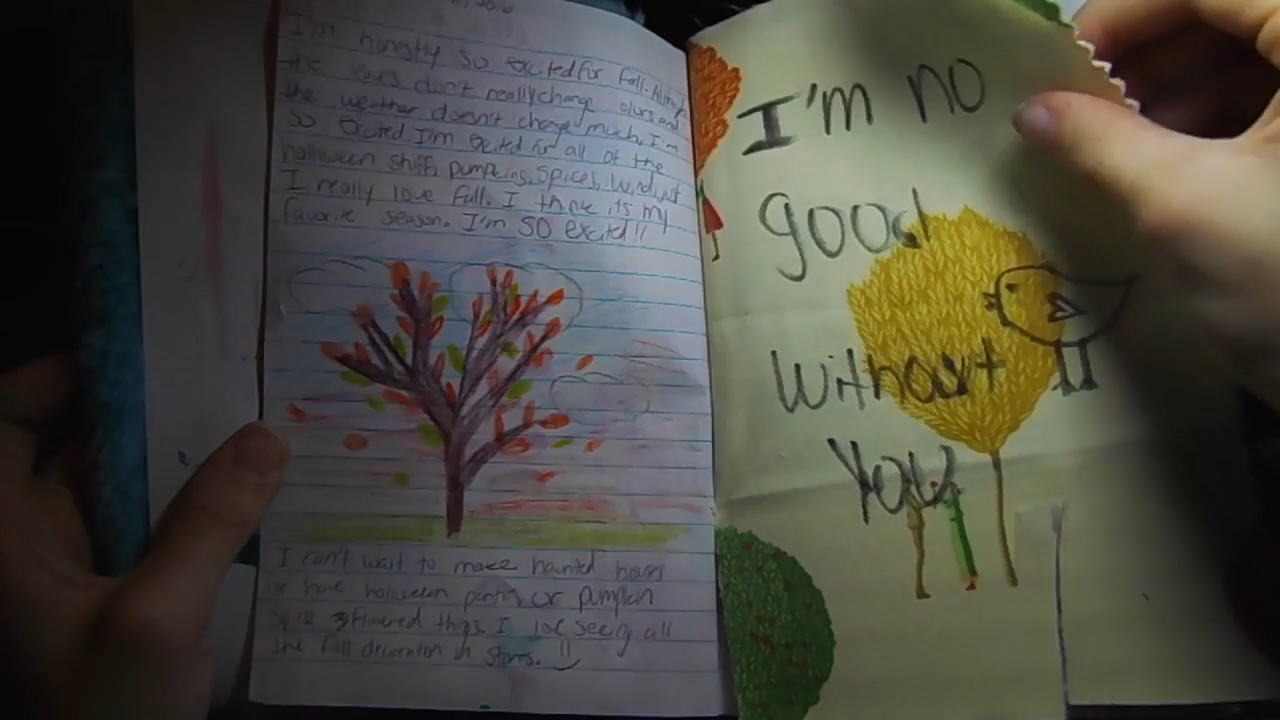 2016
I'm honestly so excited for fall. Although
the leaves don't really change colors and
the weather doesn't change much, I'm
so excited. I'm excited for all of the
halloween stuff, pumpkins, spices, wind,
I really love fall. I think its my
favorite season. I'm SO excited!!
I can't wait to make haunted houses
or have halloween parties or pumpkin
spice flavored things. I love seeing all
the fall decoration in stores.
I'm no
good
without
you